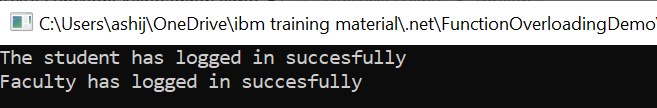 C:\Users\ashij\OneDrive\ibm training material\.net\FunctionOverloadingDemo\
The student has logged in succesfully
Faculty has logged in succesfully